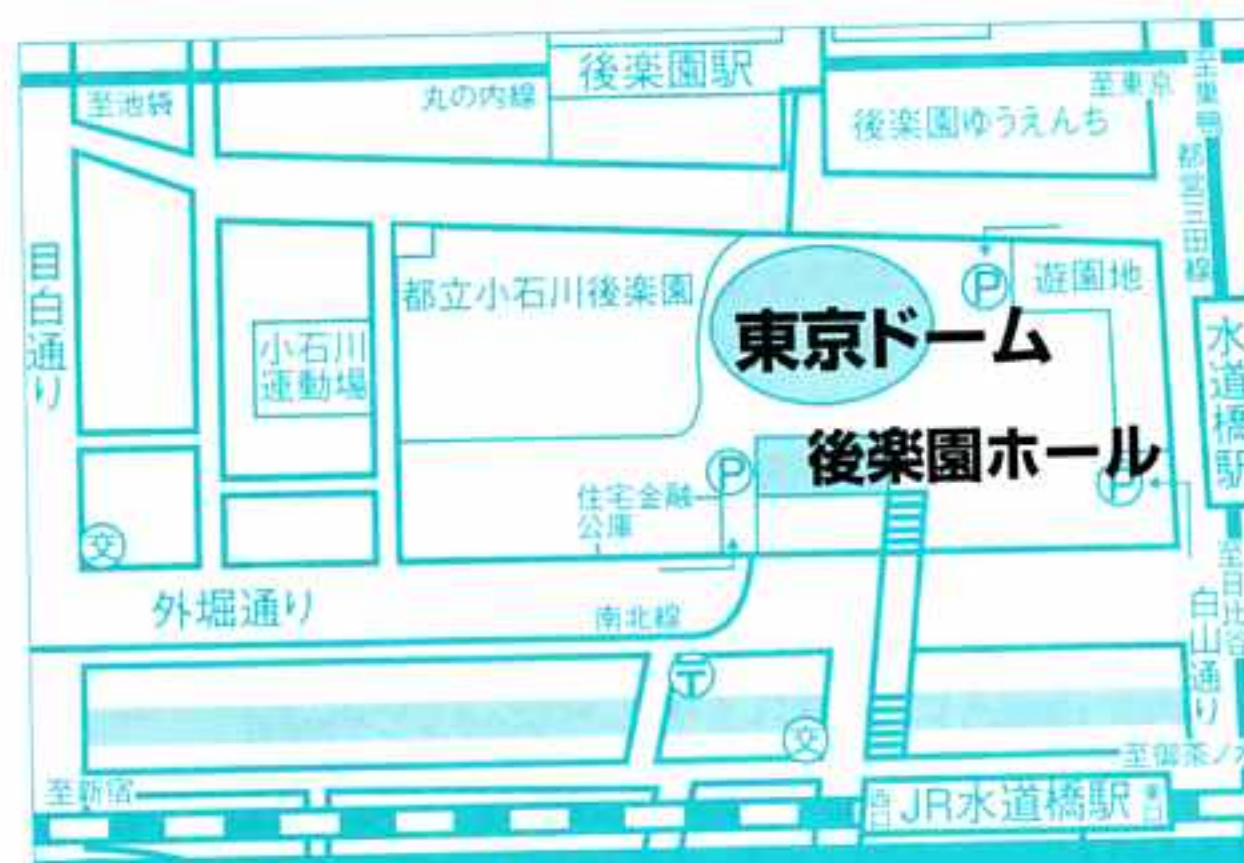 後楽園駅
至池袋
丸の内線
至東京
至巣鴨
後楽園ゆうえんち
都営三田線
目白通り
都立小石川後楽園
P
遊園地
東京ドーム
小石川
運動場
水道橋駅
後楽園ホール
P
P
住宅金融
公庫
交
外堀通り
南北線
至日比谷
白山通り
〒
交
至御茶ノ水
至新宿
西口
JR水道橋駅
東口